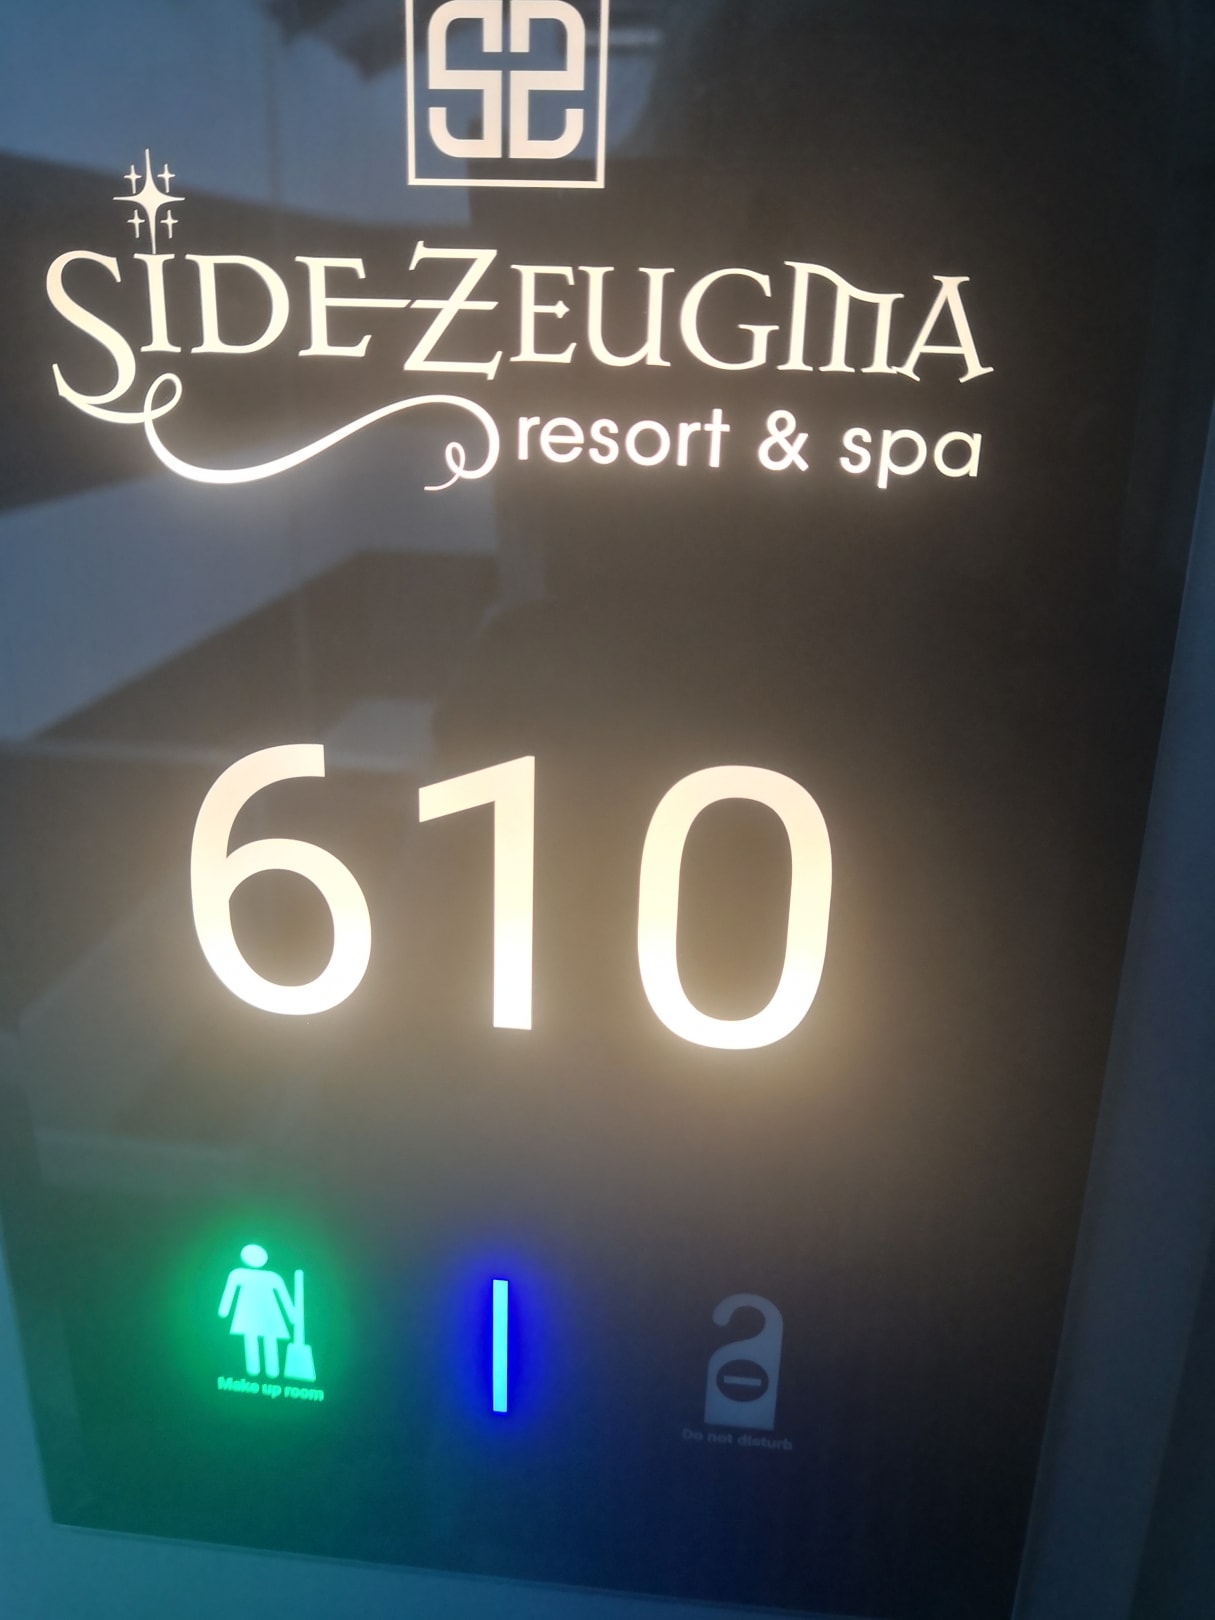 SIDE ZEUGMA
resort & spa
610
Make up room
Do not disturb